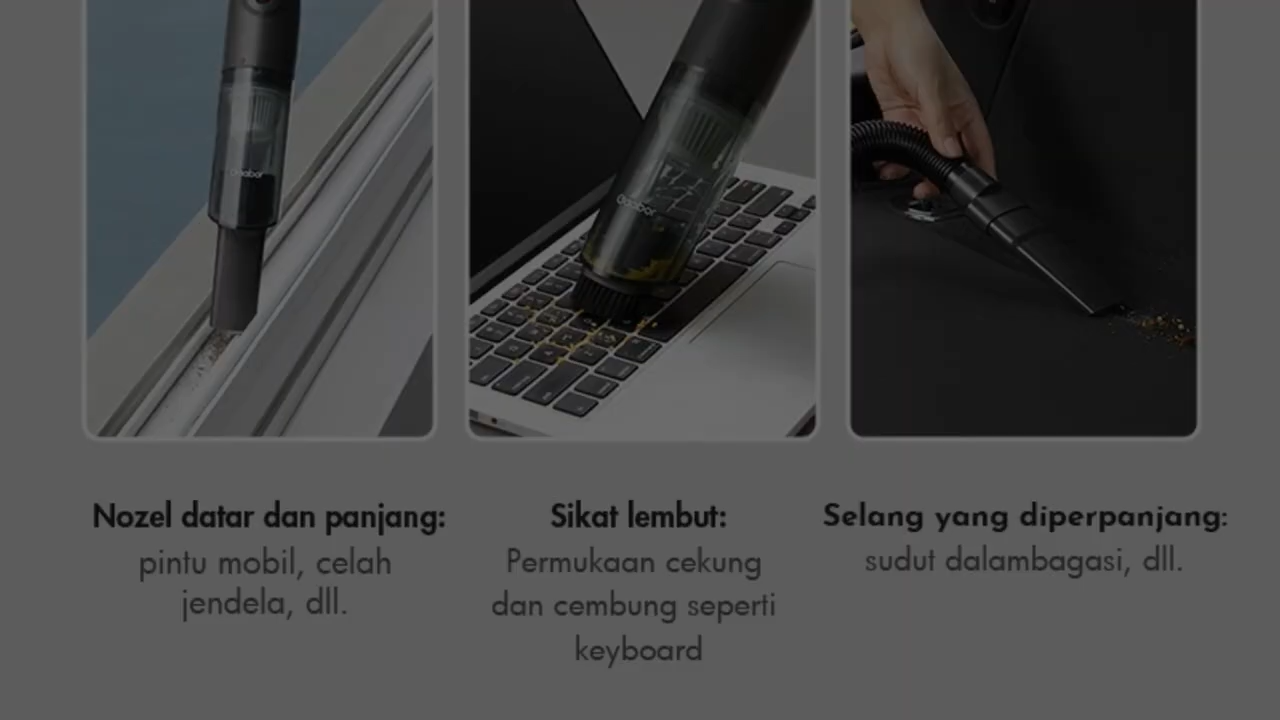 Odabor
Nozel datar dan panjang:
pintu mobil, celah
jendela, dll.
Sikat lembut:
Permukaan cekung
dan cembung seperti
keyboard
Selang yang diperpanjang:
sudut dalambagasi, dll.